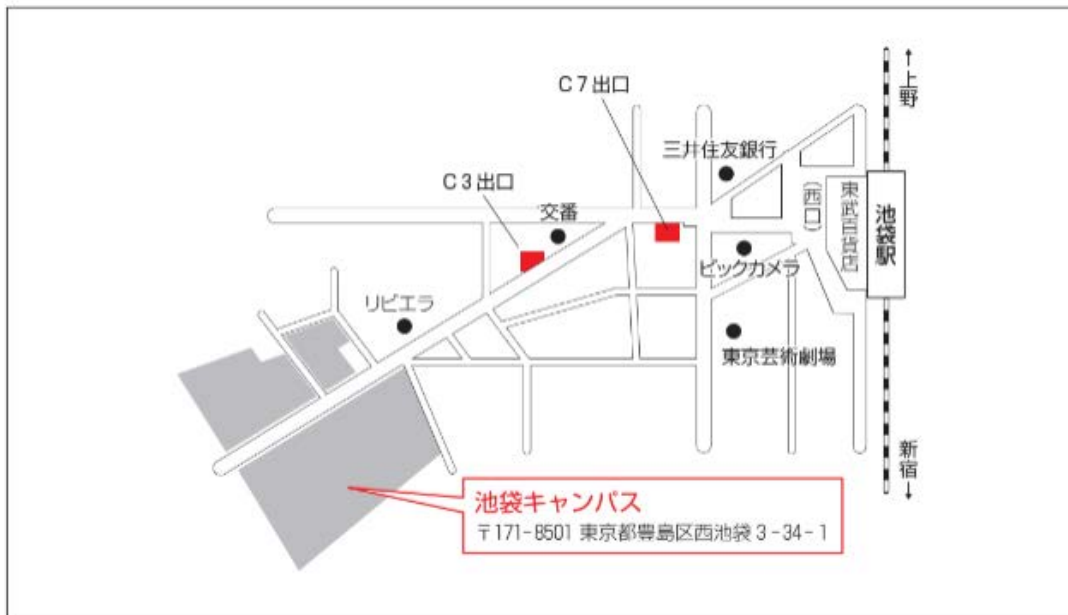 ↑上野
C7出口
三井住友銀行
C3出口
交番
(西口)
東武百貨店
池袋駅
ビックカメラ
リビエラ
東京芸術劇場
新宿↓
池袋キャンパス
〒171-8501 東京都豊島区西池袋3-34-1